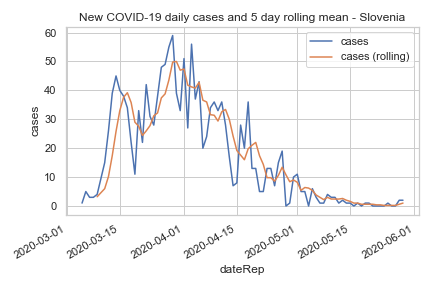 New COVID-19 daily cases and 5 day rolling mean - Slovenia
cases
cases (rolling)
60
50
40
30
20
10
0
cases
2020-03-01
2020-03-15
2020-04-01
2020-04-15
2020-05-01
2020-05-15
2020-06-01
dateRep